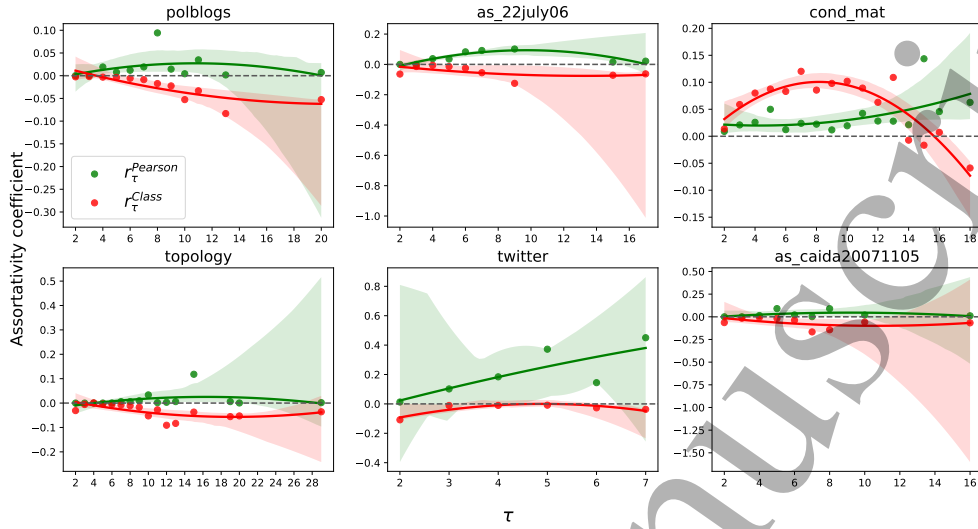 polblogs
as_22july06
cond_mat
0.10
0.05
0.00
−0.05
−0.10
−0.15
−0.20
−0.25
−0.30
r_τ^Pearson
r_τ^Class
2 4 6 8 10 12 14 16 18 20
0.2
0.0
−0.2
−0.4
−0.6
−0.8
−1.0
2 4 6 8 10 12 14 16
0.15
0.10
0.05
0.00
0.05
0.10
0.15
2 4 6 8 10 12 14 16 18
Assortativity coefficient
topology
twitter
as_caida20071105
0.5
0.4
0.3
0.2
0.1
0.0
−0.1
−0.2
2 4 6 8 10 12 14 16 18 20 22 24 26 28
0.8
0.6
0.4
0.2
0.0
−0.2
−0.4
2 3 4 5 6 7
0.50
0.25
0.00
−0.25
−0.50
−0.75
−1.00
−1.25
−1.50
2 4 6 8 10 12 14 16
τ